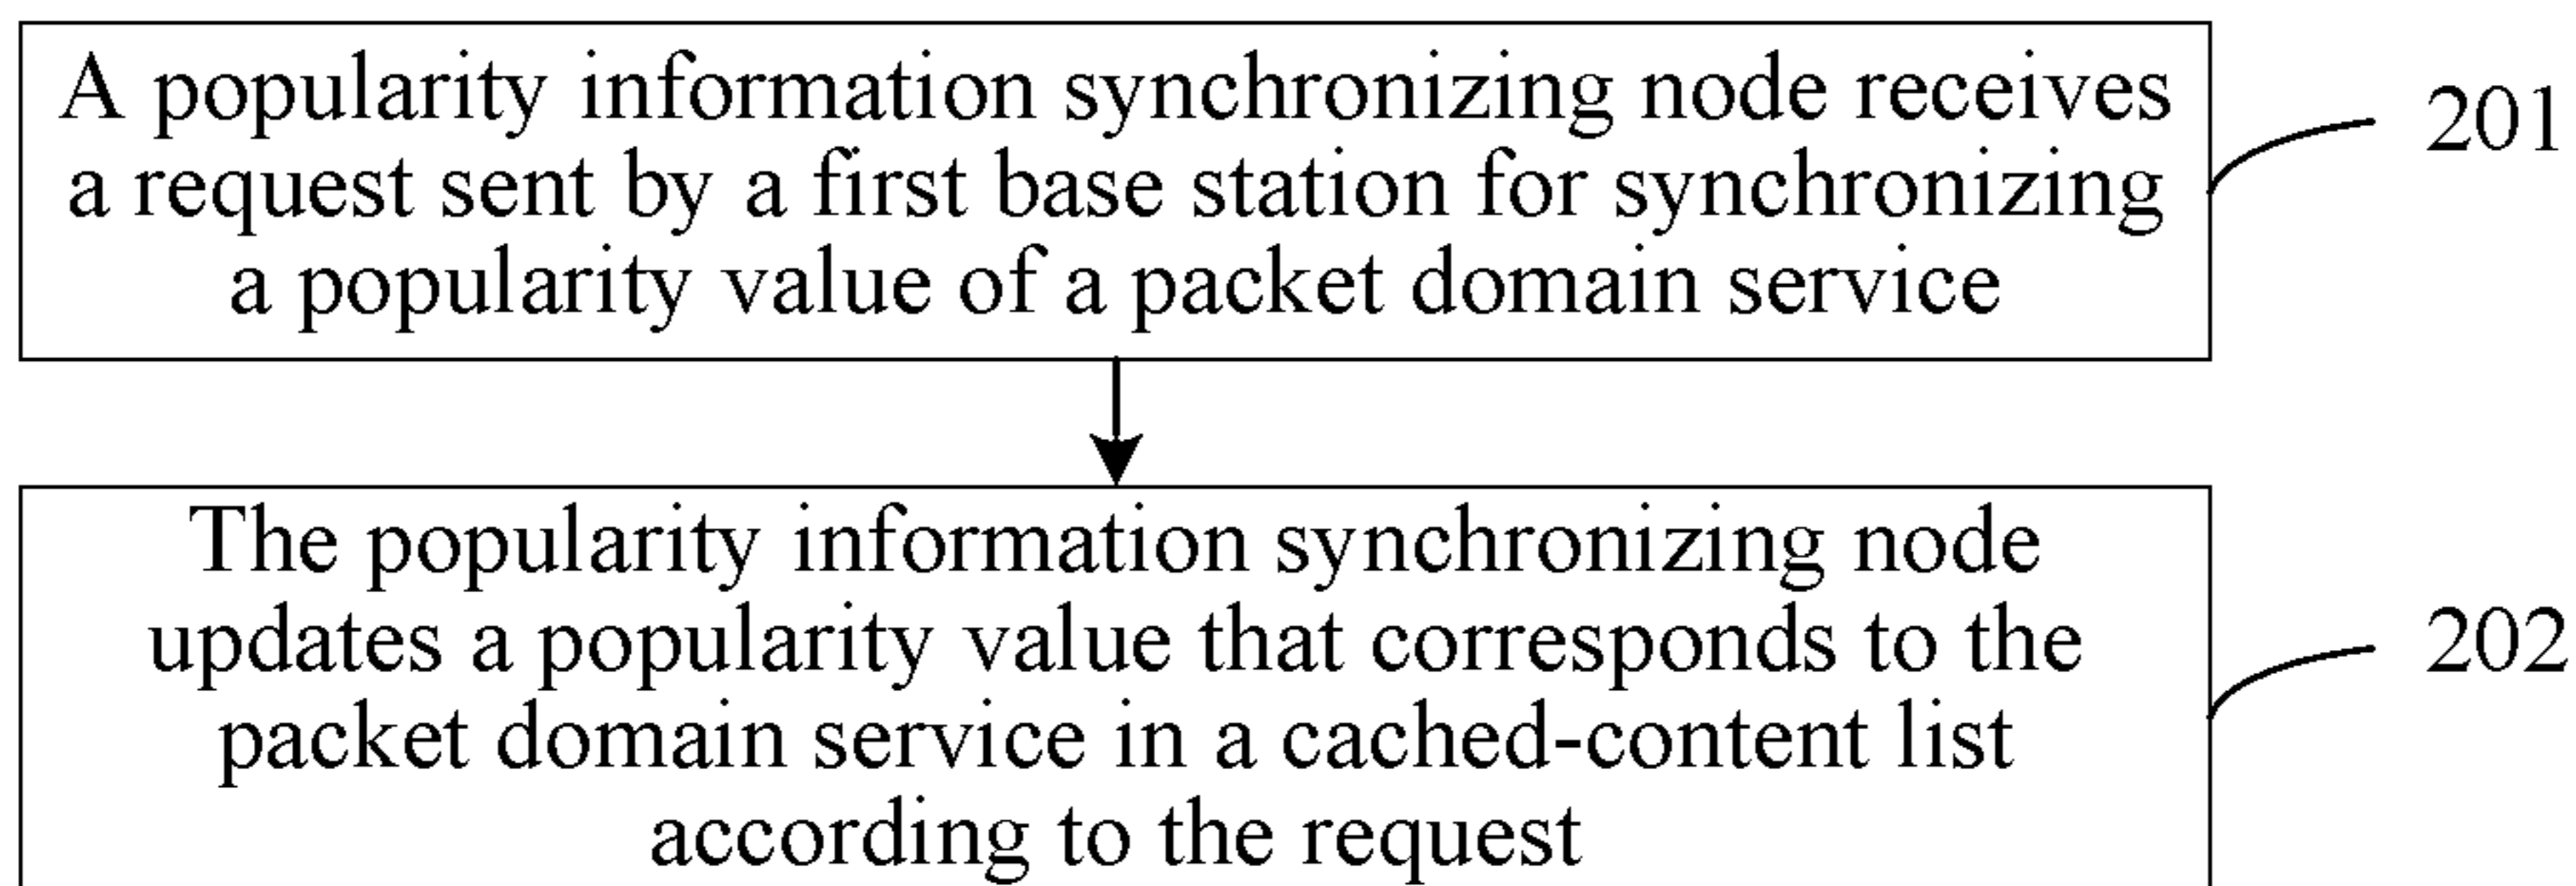 A popularity information synchronizing node receives
a request sent by a first base station for synchronizing
a popularity value of a packet domain service
201
The popularity information synchronizing node
updates a popularity value that corresponds to the
packet domain service in a cached-content list
according to the request
202